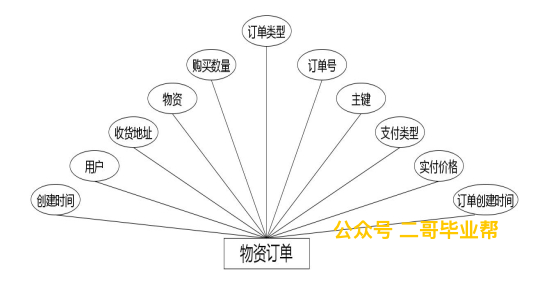 订单类型
购买数量
订单号
物资
主键
收货地址
支付类型
用户
实付价格
创建时间
订单创建时间
公众号 二哥毕业帮
物资订单